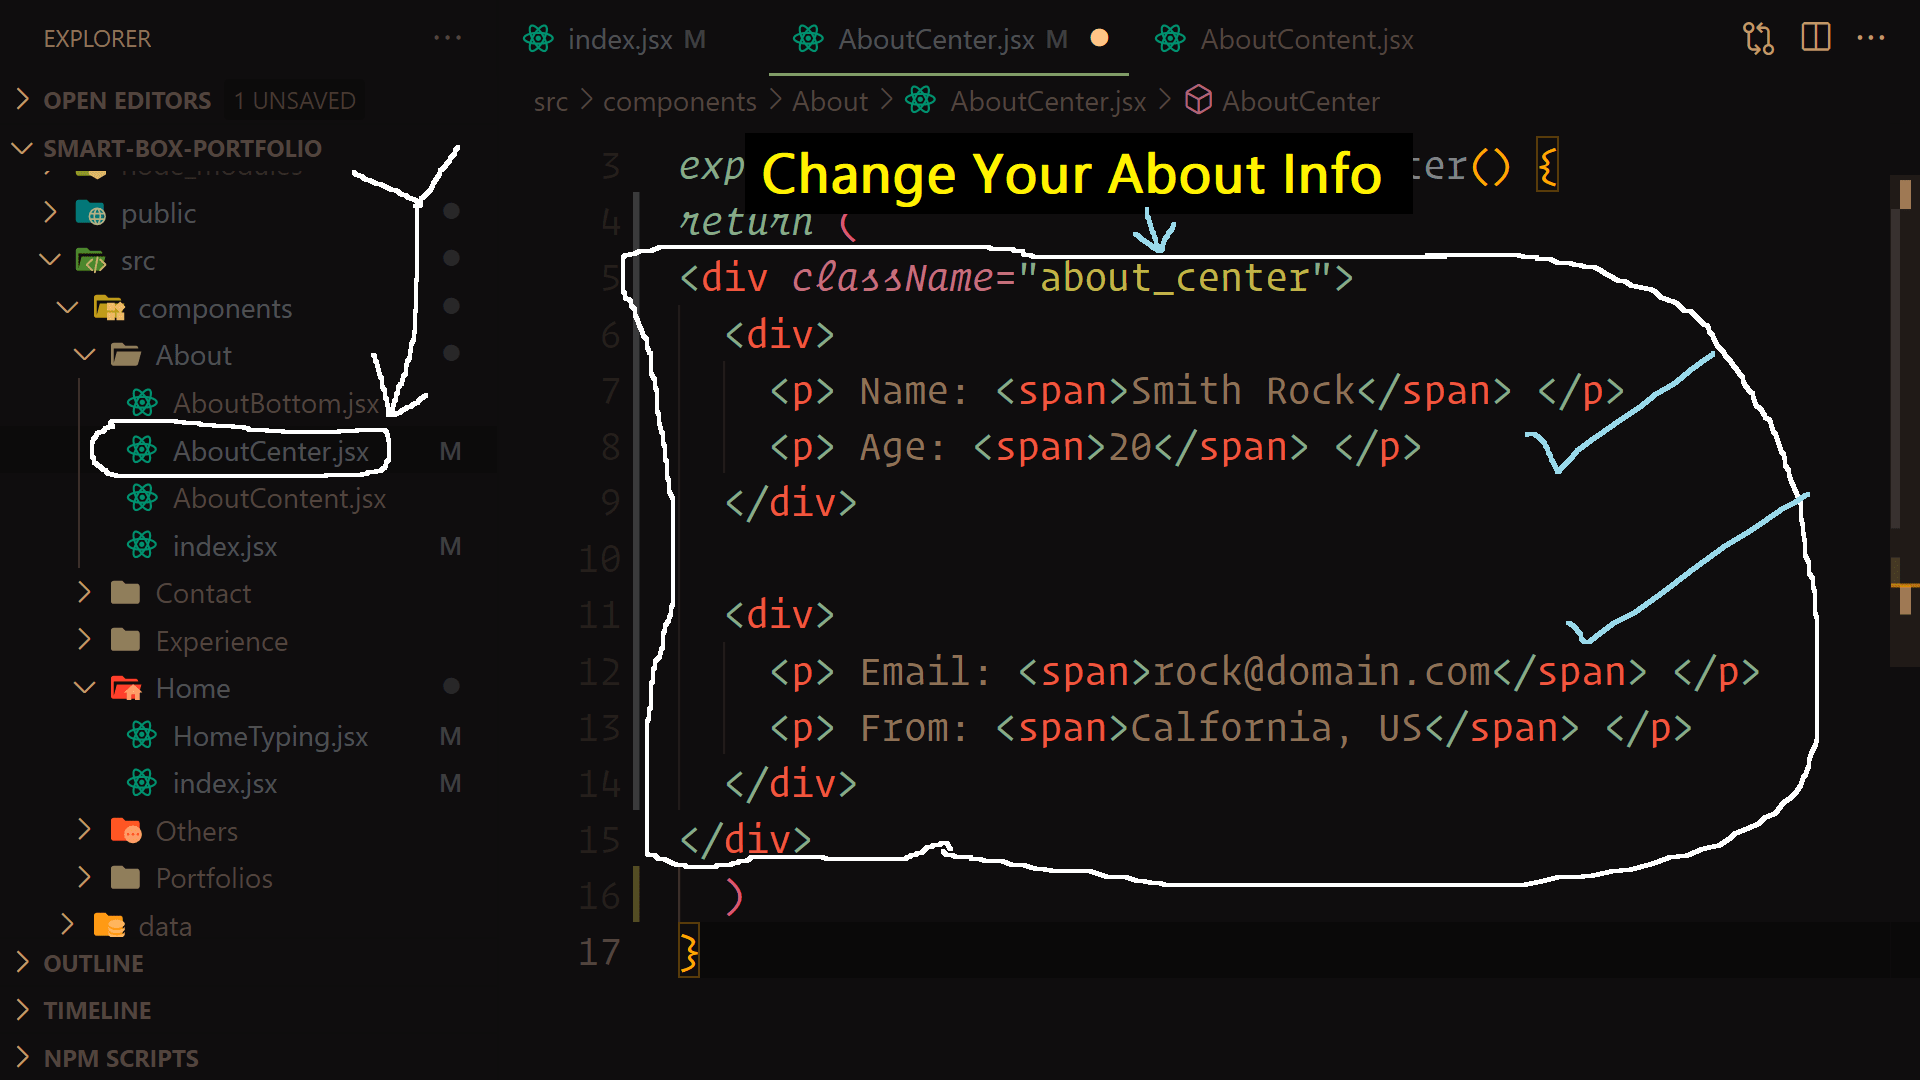 EXPLORER
OPEN EDITORS 1 UNSAVED
SMART-BOX-PORTFOLIO
node_modules
public
src
components
About
AboutBottom.jsx
AboutCenter.jsx M
AboutContent.jsx
index.jsx M
Contact
Experience
Home
HomeTyping.jsx M
index.jsx M
Others
Portfolios
data
OUTLINE
TIMELINE
NPM SCRIPTS
index.jsx M
AboutCenter.jsx M
AboutContent.jsx
src > components > About > AboutCenter.jsx > AboutCenter
Change Your About Info
3 exp ter() {
4 return (
5 <div className="about_center">
6 <div>
7 <p> Name: <span>Smith Rock</span> </p>
8 <p> Age: <span>20</span> </p>
9 </div>
10
11 <div>
12 <p> Email: <span>rock@domain.com</span> </p>
13 <p> From: <span>Calfornia, US</span> </p>
14 </div>
15 </div>
16 )
17 }